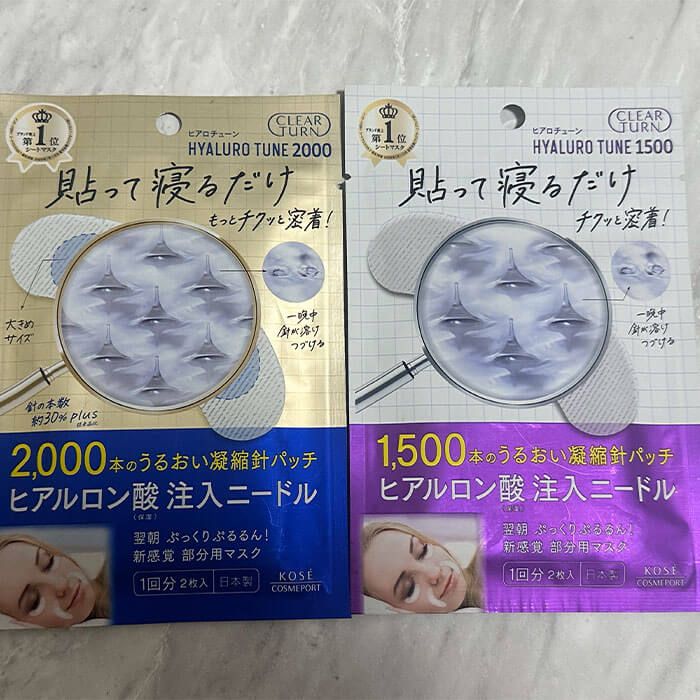 第1位
シートマスク
CLEAR
TURN
ヒアロチューン
HYALURO TUNE 2000
貼って寝るだけ
もっとチクッと密着!
大きめ
サイズ
一晩中
針が溶け
つづける
針の本数
約30% plus
2,000本のうるおい凝縮針パッチ
ヒアルロン酸 注入ニードル
(保湿)
翌朝 ぷっくりぷるるん!
新感覚 部分用マスク
1回分 2枚入 日本製
KOSÉ
COSMEPORT
第1位
シートマスク
CLEAR
TURN
ヒアロチューン
HYALURO TUNE 1500
貼って寝るだけ
チクッと密着!
一晩中
針が溶け
つづける
1,500本のうるおい凝縮針パッチ
ヒアルロン酸 注入ニードル
(保湿)
翌朝 ぷっくりぷるるん!
新感覚 部分用マスク
1回分 2枚入 日本製
KOSÉ
COSMEPORT